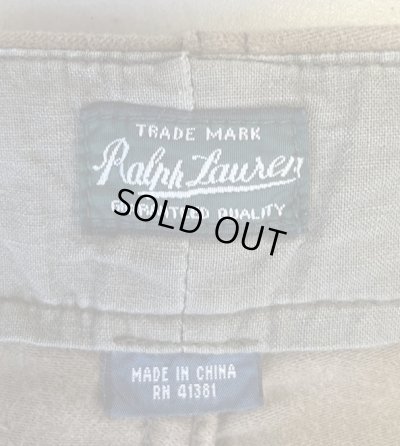 TRADE MARK
Ralph Lauren
SOLD OUT
QUALITY
MADE IN CHINA
RN 41381